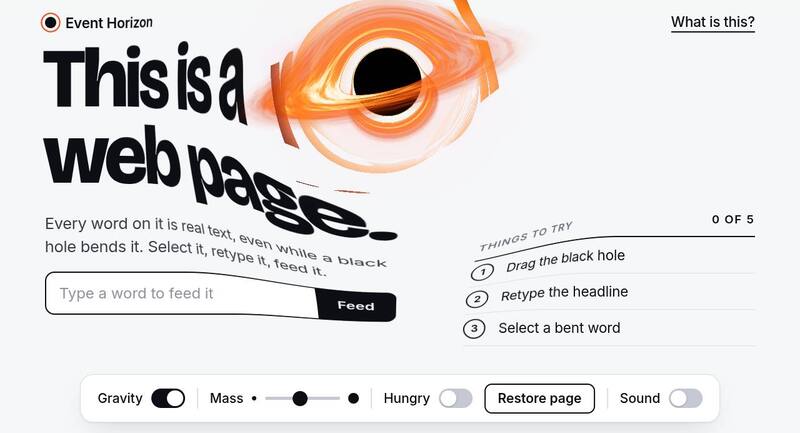 Event Horizon
What is this?
This is a
web page.
Every word on it is real text, even while a black
hole bends it. Select it, retype it, feed it.
Type a word to feed it
Feed
THINGS TO TRY
0 OF 5
1 Drag the black hole
2 Retype the headline
3 Select a bent word
Gravity
Mass
Hungry
Restore page
Sound